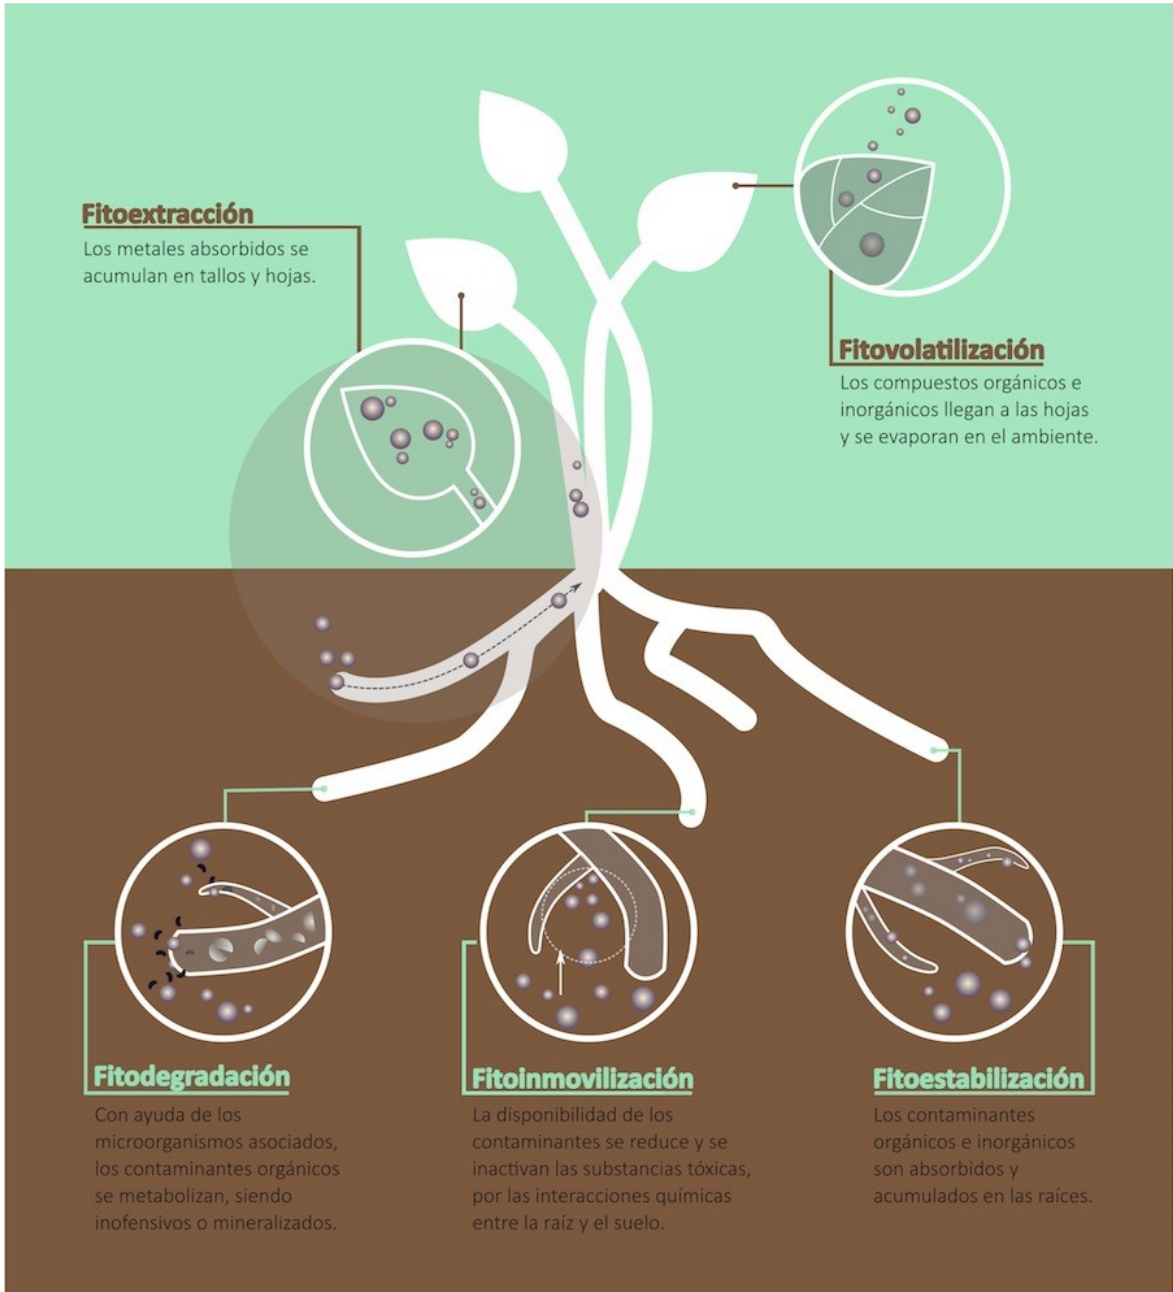 Fitoextracción
Los metales absorbidos se
acumulan en tallos y hojas.
Fitovolatilización
Los compuestos orgánicos e
inorgánicos llegan a las hojas
y se evaporan en el ambiente.
Fitodegradación
Con ayuda de los
microorganismos asociados,
los contaminantes orgánicos
se metabolizan, siendo
inofensivos o mineralizados.
Fitoinmovilización
La disponibilidad de los
contaminantes se reduce y se
inactivan las substancias tóxicas,
por las interacciones químicas
entre la raíz y el suelo.
Fitoestabilización
Los contaminantes
orgánicos e inorgánicos
son absorbidos y
acumulados en las raíces.